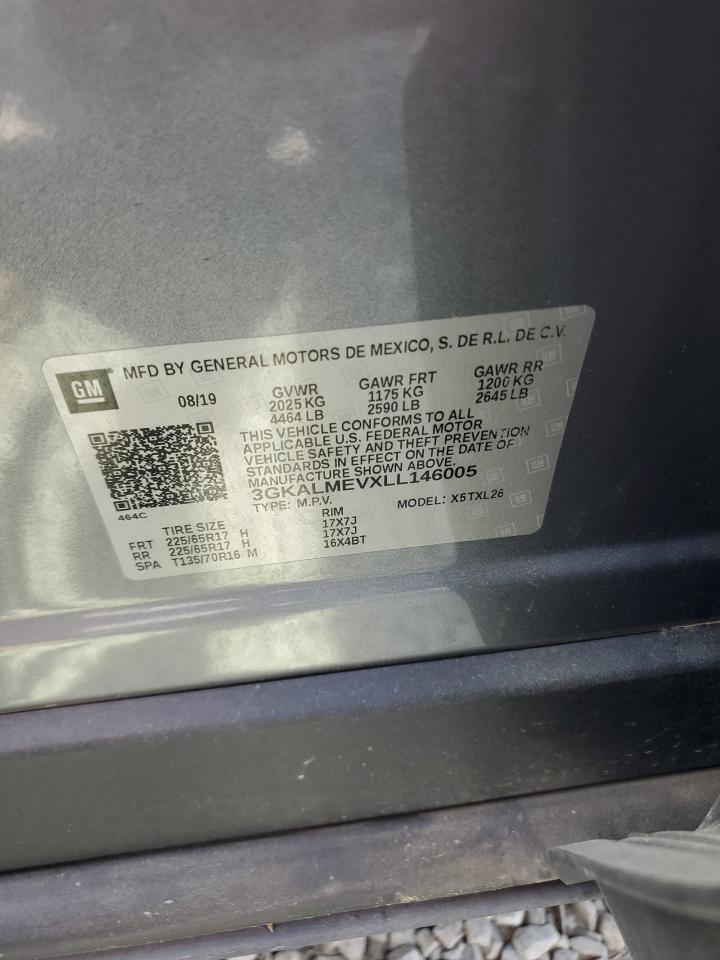 GM
MFD BY GENERAL MOTORS DE MEXICO, S. DE R.L. DE C.V.
08/19
GVWR GAWR FRT GAWR RR
2025 KG 1175 KG 1200 KG
4464 LB 2590 LB 2645 LB
THIS VEHICLE CONFORMS TO ALL
APPLICABLE U.S. FEDERAL MOTOR
VEHICLE SAFETY AND THEFT PREVENTION
STANDARDS IN EFFECT ON THE DATE OF
MANUFACTURE SHOWN ABOVE.
3GKALMEVXLL146005
TYPE: M.P.V. MODEL: X5TXL26
464C
TIRE SIZE RIM
FRT 225/65R17 H 17X7J
RR 225/65R17 H 17X7J
SPA T135/70R16 M 16X4BT